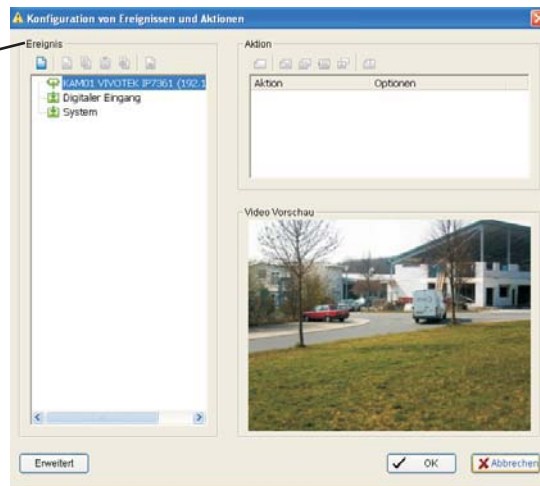 Konfiguration von Ereignissen und Aktionen
Ereignis
KAM01 VIVOTEK IP7361 (192.1
Digitaler Eingang
System
Aktion
Aktion Optionen
Video Vorschau
Erweitert
OK
Abbrechen